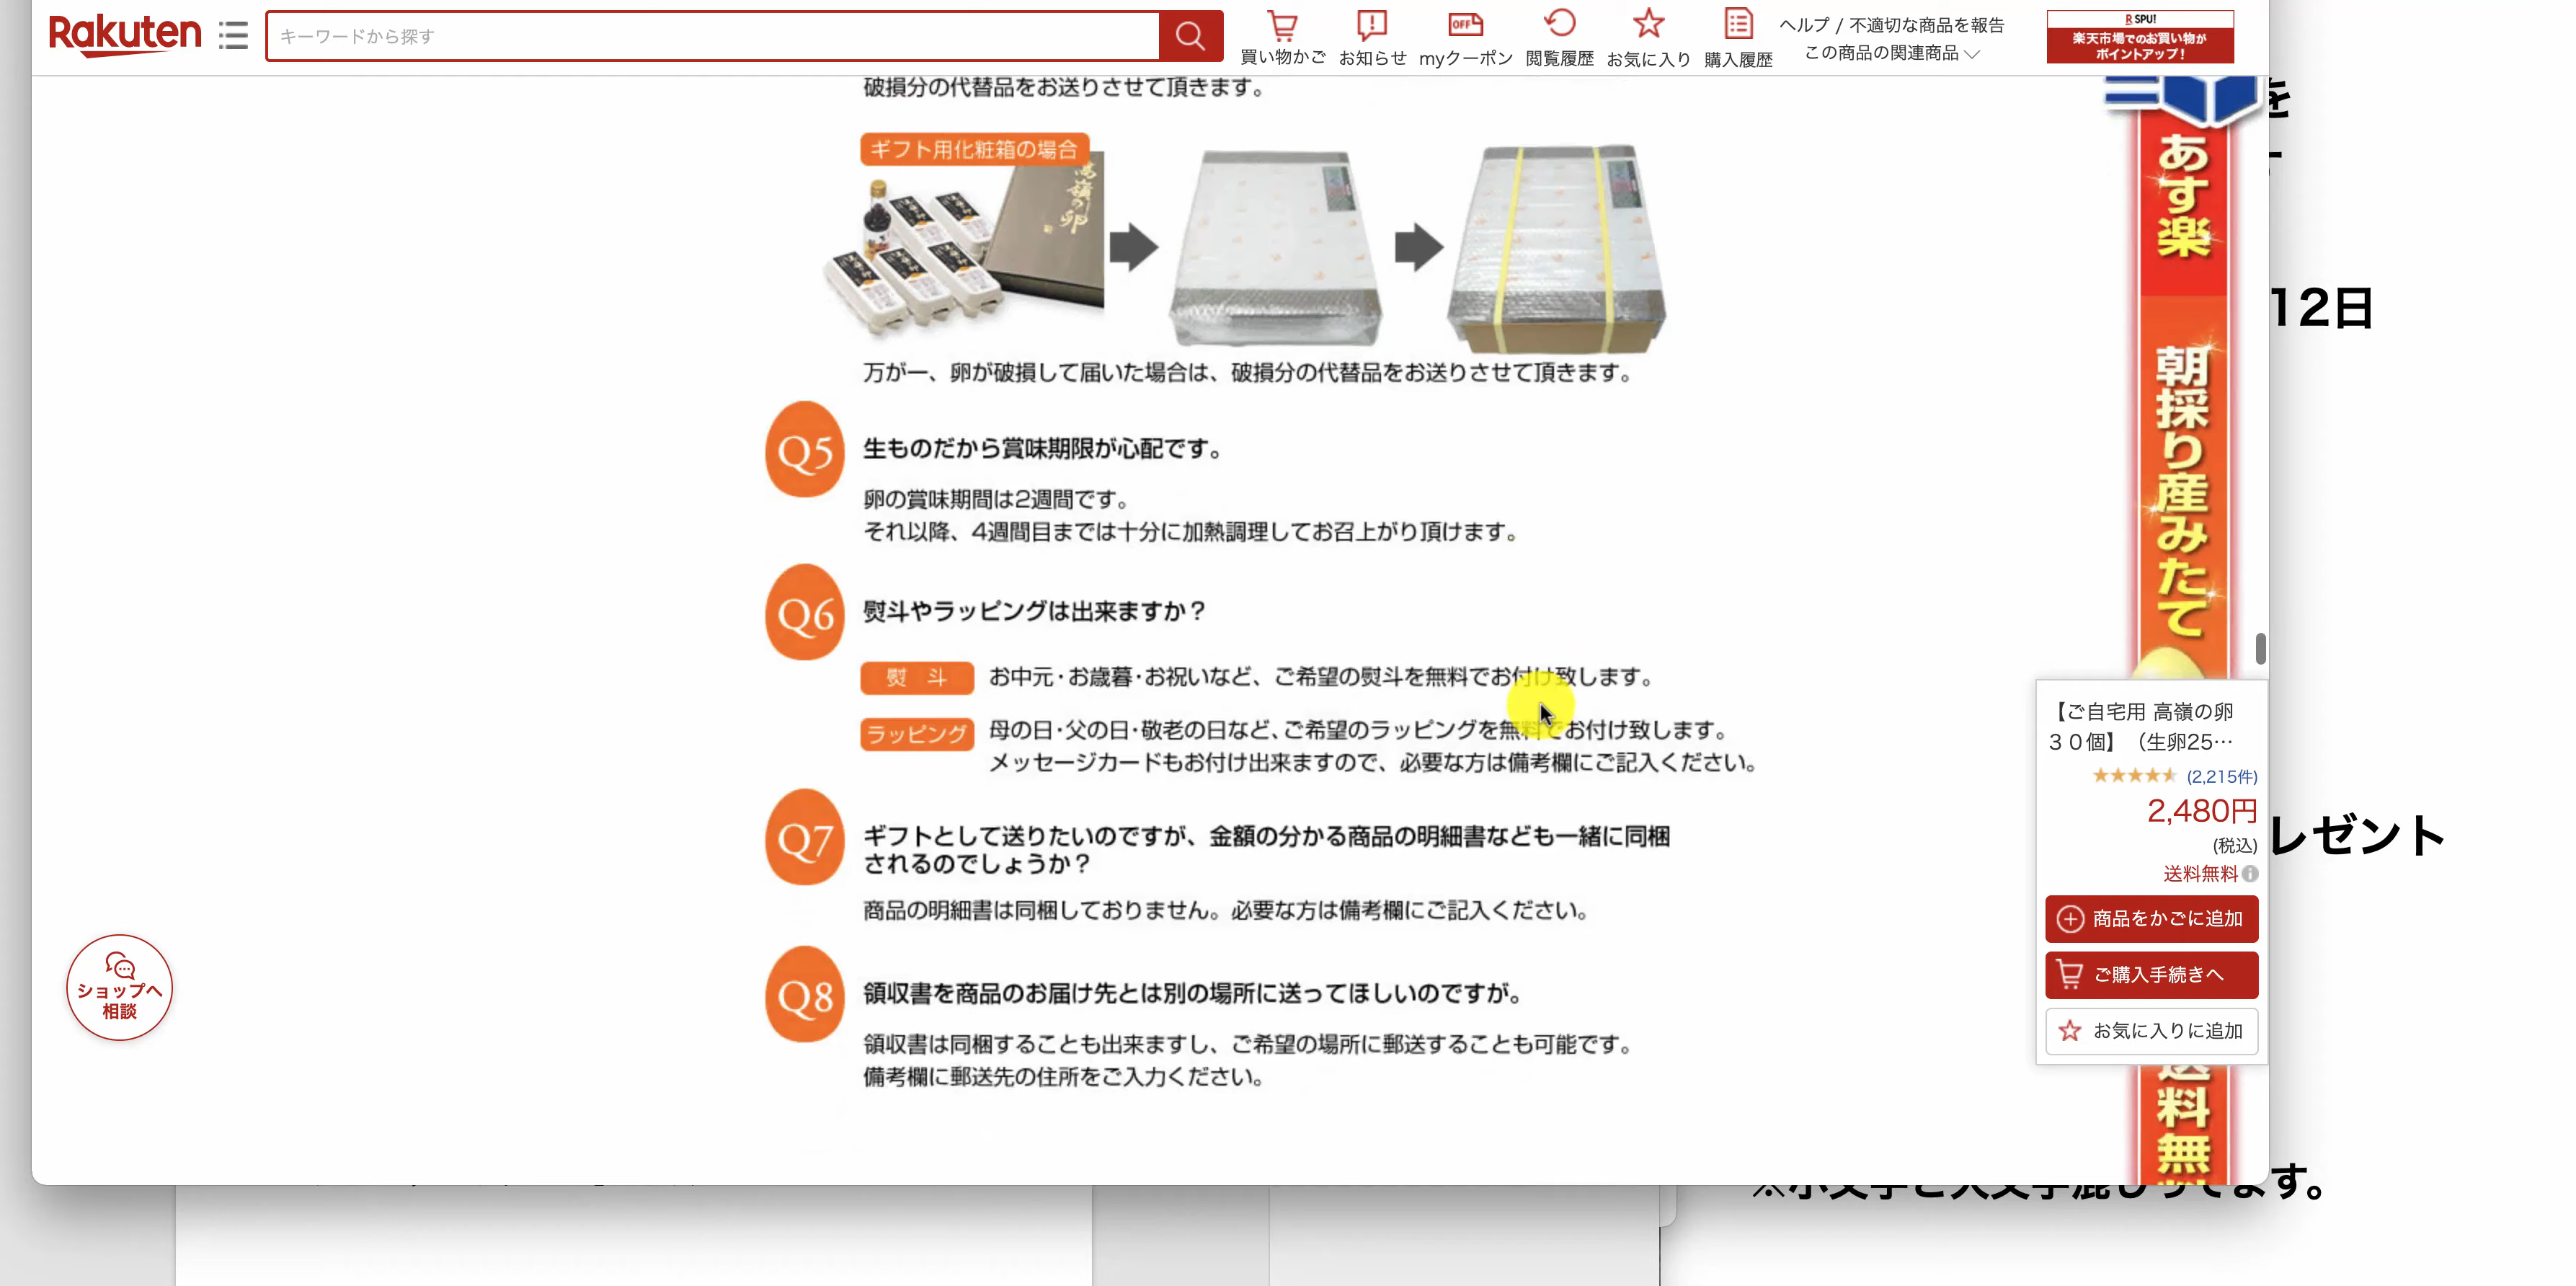 Rakuten
キーワードから探す
買い物かご
お知らせ
OFF
myクーポン
閲覧履歴
お気に入り
購入履歴
ヘルプ / 不適切な商品を報告
この商品の関連商品
R SPU!
楽天市場でのお買い物が
ポイントアップ！
破損分の代替品をお送りさせて頂きます。
ギフト用化粧箱の場合
高嶺の卵
万が一、卵が破損して届いた場合は、破損分の代替品をお送りさせて頂きます。
Q5
生ものだから賞味期限が心配です。
卵の賞味期間は2週間です。
それ以降、4週間目までは十分に加熱調理してお召上がり頂けます。
Q6
熨斗やラッピングは出来ますか？
熨 斗
お中元・お歳暮・お祝いなど、ご希望の熨斗を無料でお付け致します。
ラッピング
母の日・父の日・敬老の日など、ご希望のラッピングを無料でお付け致します。
メッセージカードもお付け出来ますので、必要な方は備考欄にご記入ください。
Q7
ギフトとして送りたいのですが、金額の分かる商品の明細書なども一緒に同梱
されるのでしょうか？
商品の明細書は同梱しておりません。必要な方は備考欄にご記入ください。
Q8
領収書を商品のお届け先とは別の場所に送ってほしいのですが。
領収書は同梱することも出来ますし、ご希望の場所に郵送することも可能です。
備考欄に郵送先の住所をご入力ください。
ショップへ
相談
あす楽
朝採り産みたて
【ご自宅用 高嶺の卵
３０個】（生卵25…
(2,215件)
2,480円
(税込)
送料無料
商品をかごに追加
ご購入手続きへ
お気に入りに追加
送料無
を
12日
レゼント
ます。